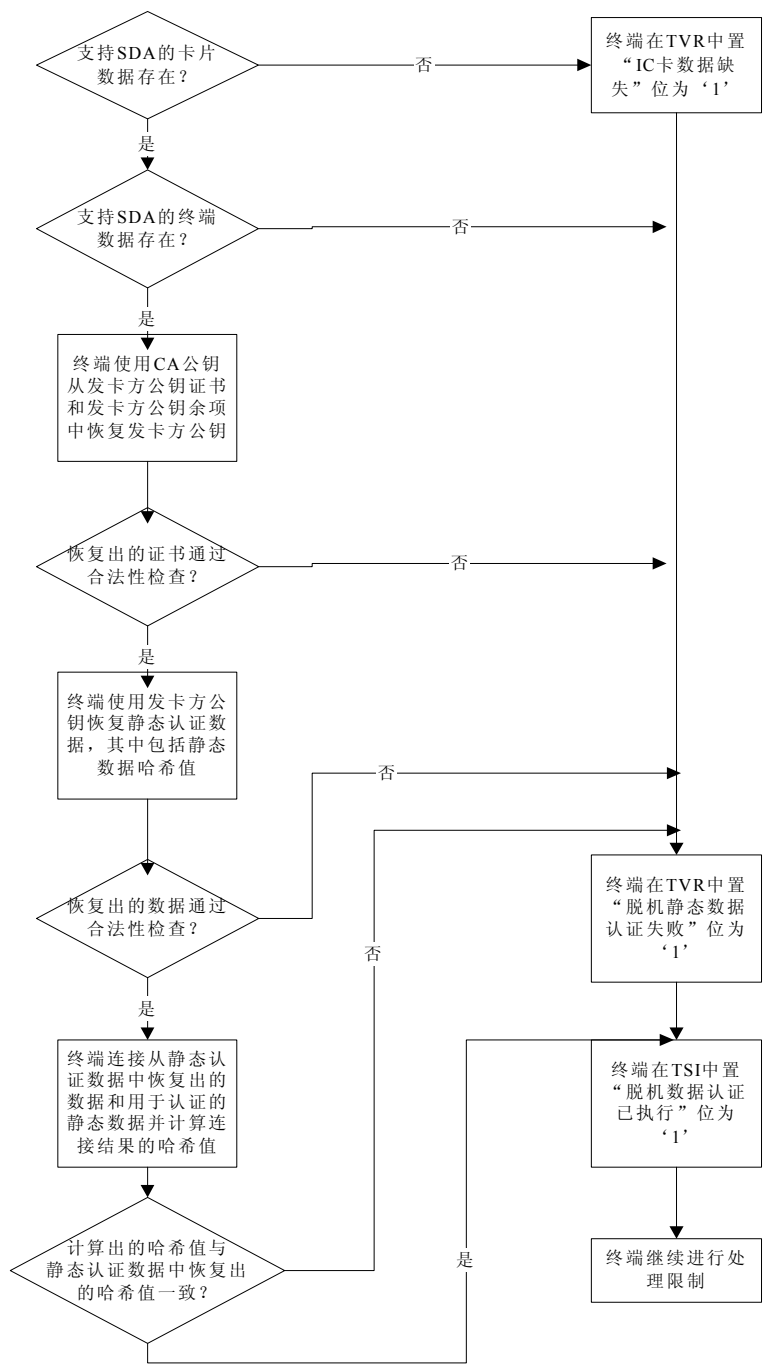 支持SDA的卡片
数据存在？
否
终端在TVR中置
“IC卡数据缺
失”位为‘1’
是
支持SDA的终端
数据存在？
否
是
终端使用CA公钥
从发卡方公钥证书
和发卡方公钥余项
中恢复发卡方公钥
恢复出的证书通过
合法性检查？
否
是
终端使用发卡方公
钥恢复静态认证数
据，其中包括静态
数据哈希值
否
恢复出的数据通过
合法性检查？
否
终端在TVR中置
“脱机静态数据
认证失败”位为
‘1’
是
终端连接从静态认
证数据中恢复出的
数据和用于认证的
静态数据并计算连
接结果的哈希值
终端在TSI中置
“脱机数据认证
已执行”位为
‘1’
计算出的哈希值与
静态认证数据中恢复出
的哈希值一致？
是
终端继续进行处
理限制